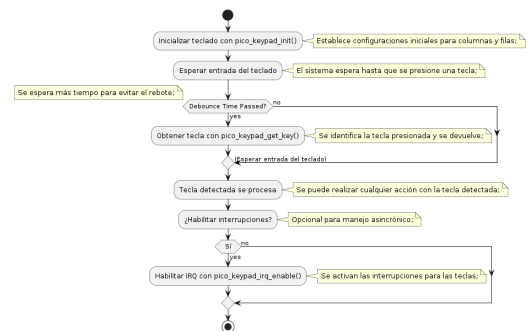 Inicializar teclado con pico_keypad_init()
Establece configuraciones iniciales para columnas y filas;
Esperar entrada del teclado
El sistema espera hasta que se presione una tecla;
Se espera más tiempo para evitar el rebote;
Debounce Time Passed?
no
yes
Obtener tecla con pico_keypad_get_key()
Se identifica la tecla presionada y se devuelve;
(Esperar entrada del teclado)
Tecla detectada se procesa
Se puede realizar cualquier acción con la tecla detectada;
¿Habilitar interrupciones?
Opcional para manejo asincrónico;
Sí
no
yes
Habilitar IRQ con pico_keypad_irq_enable()
Se activan las interrupciones para las teclas;